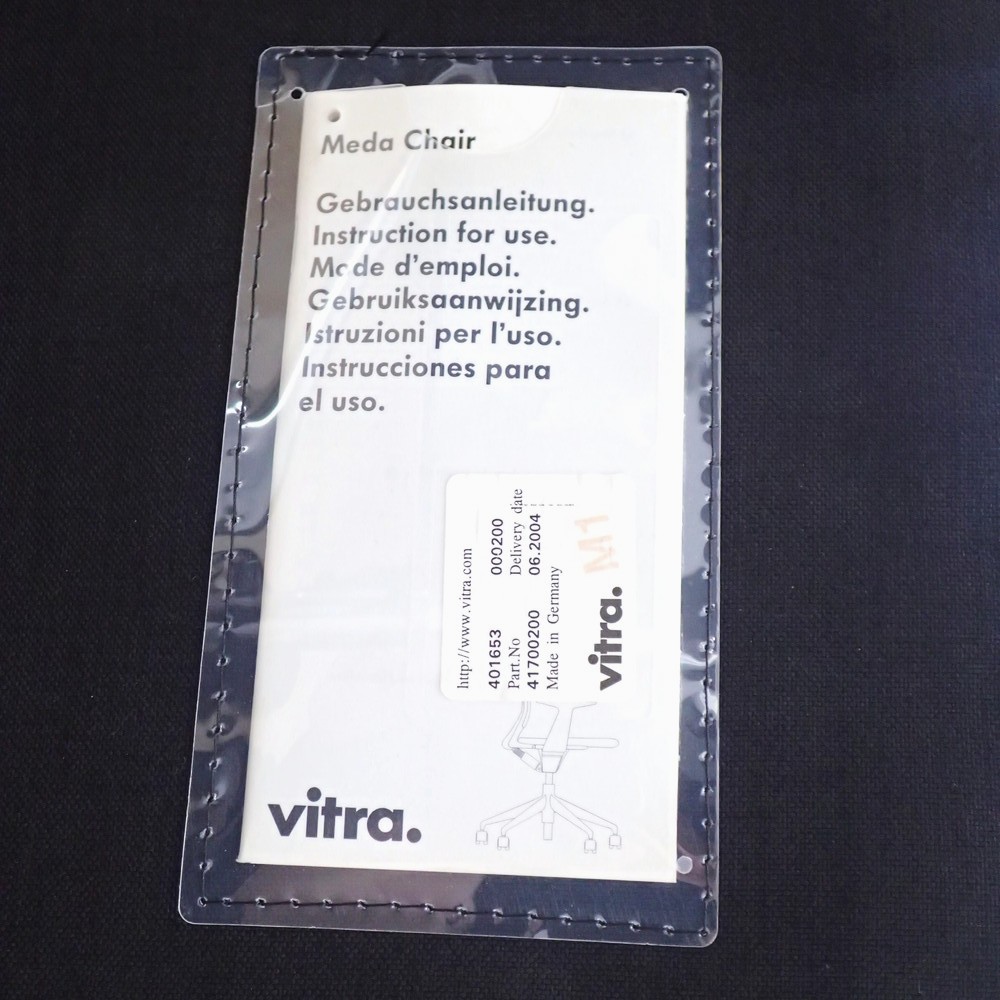 Meda Chair
Gebrauchsanleitung.
Instruction for use.
Mode d'emploi.
Gebruiksaanwijzing.
Istruzioni per l'uso.
Instrucciones para
el uso.
http://www.vitra.com
401653 000200
Part.No Delivery date
41700200 06.2004
Made in Germany
M1
vitra.
vitra.